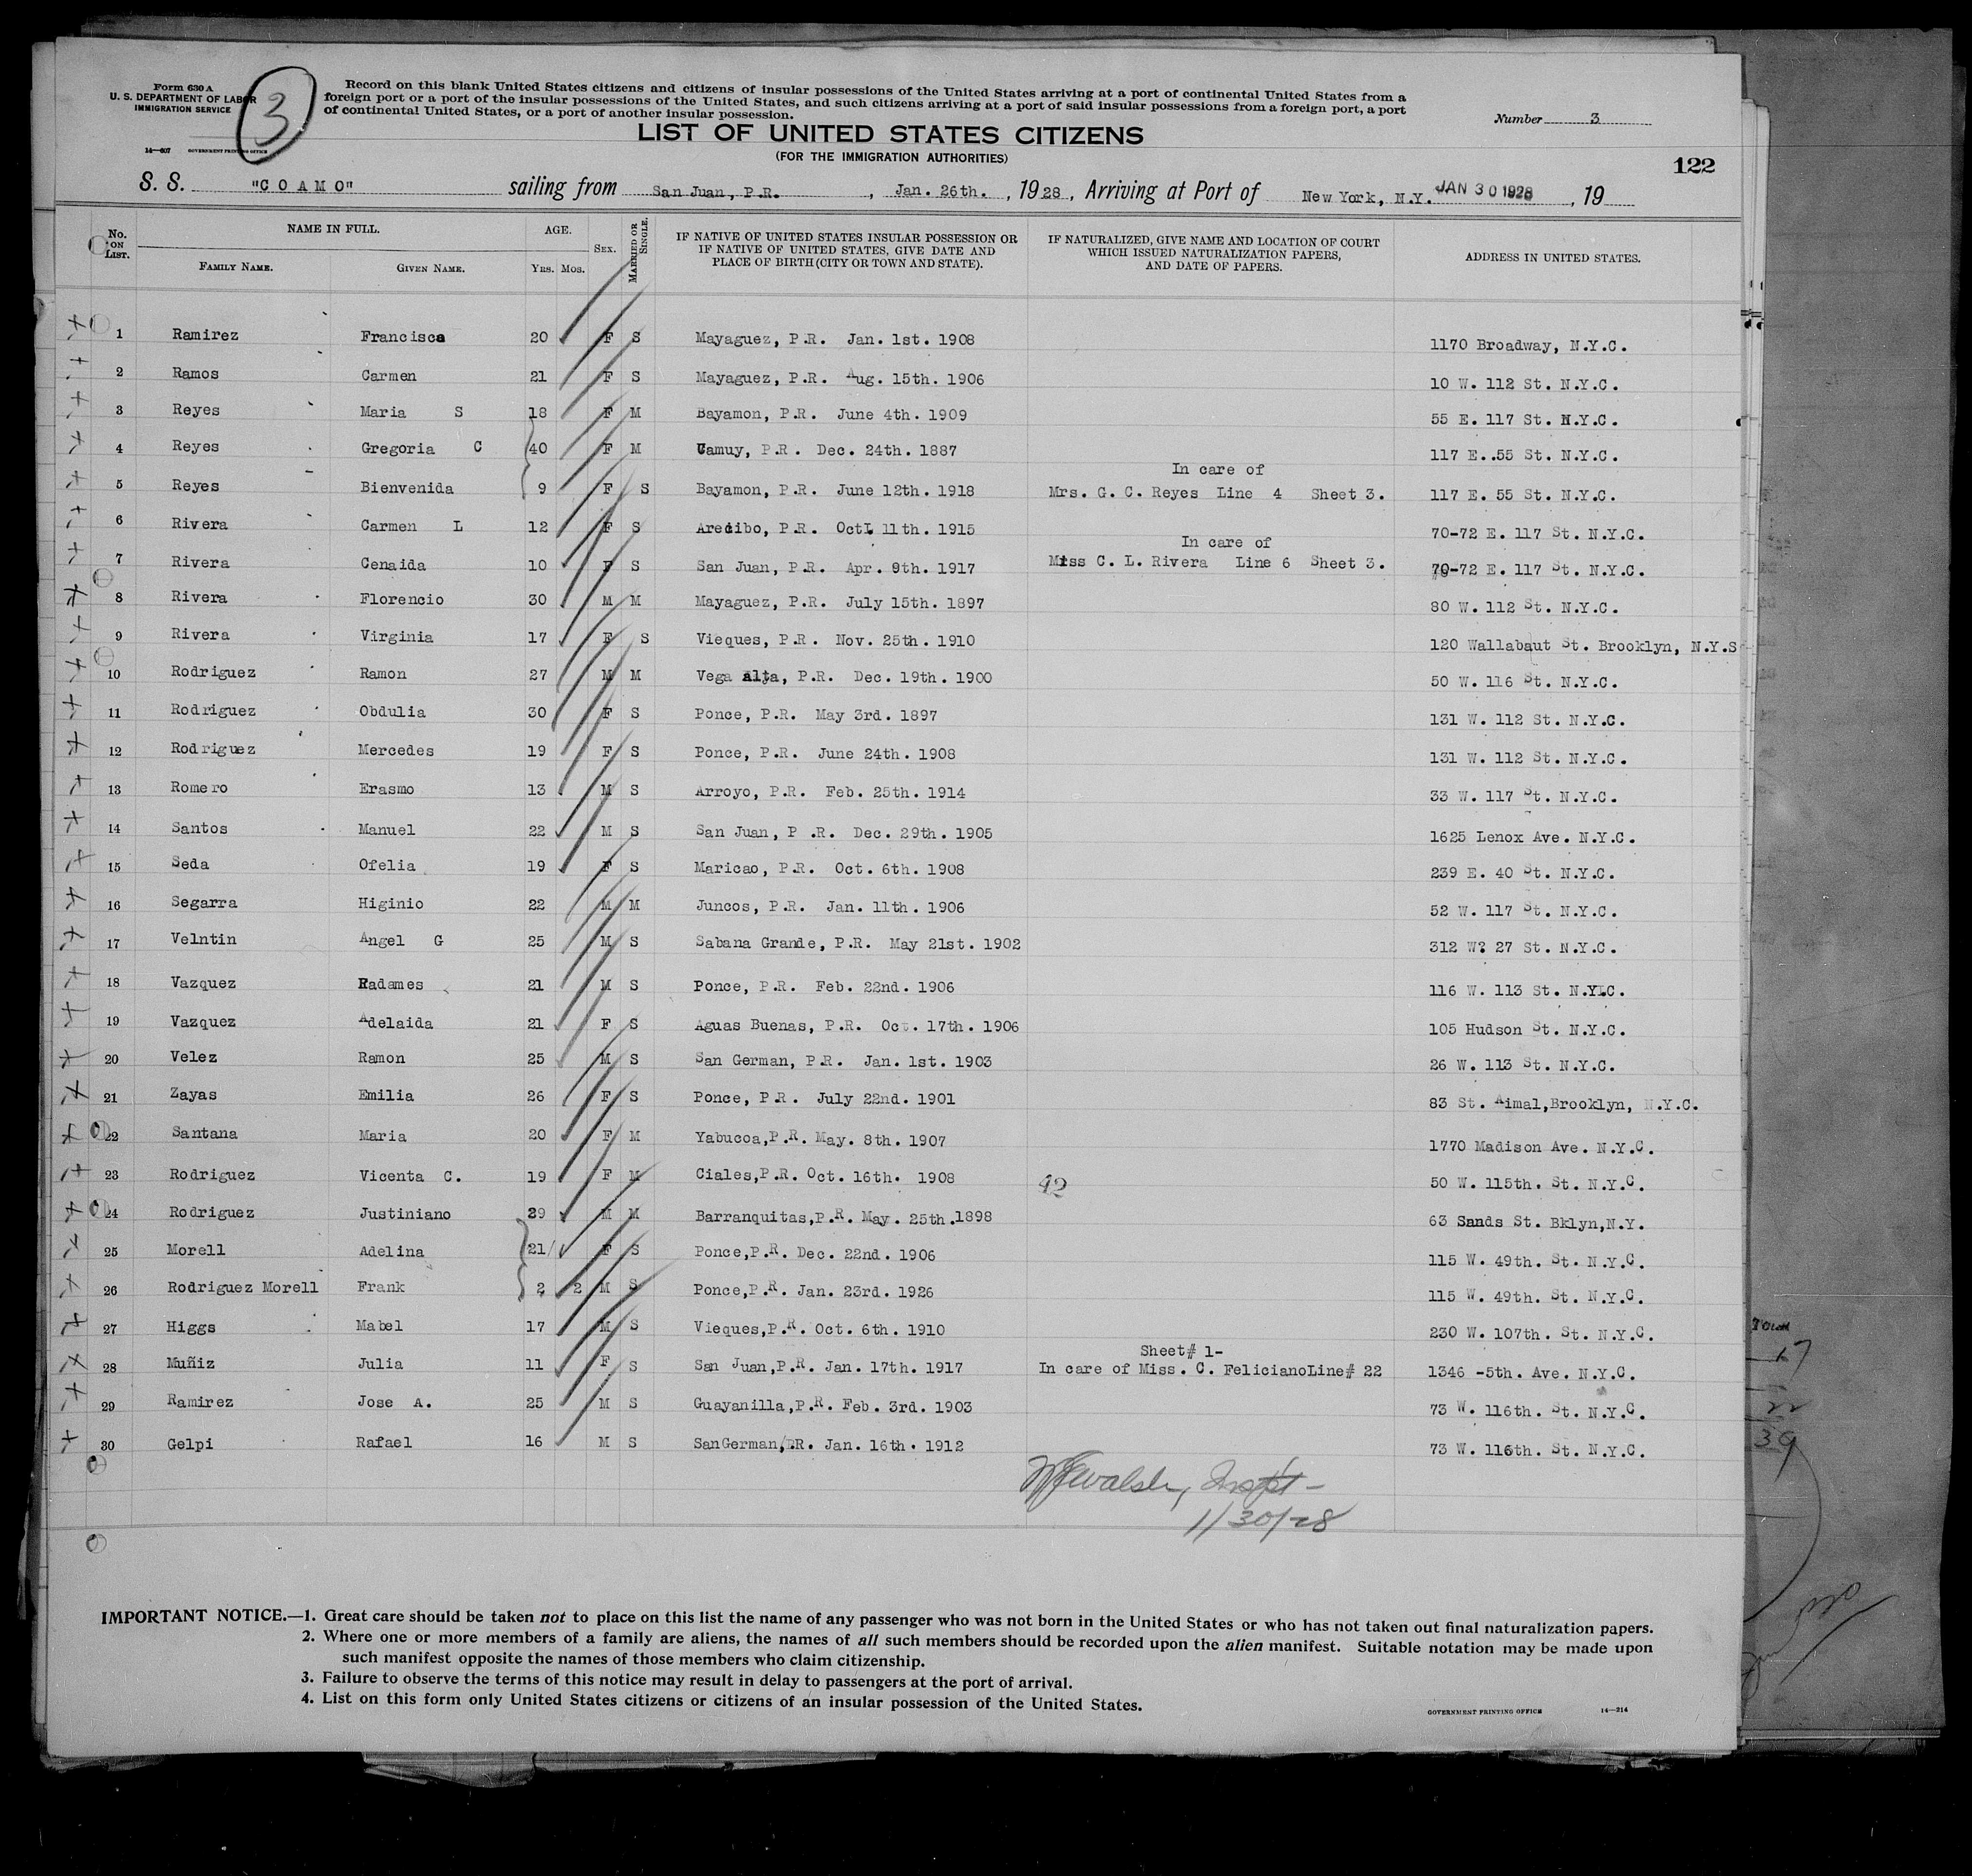 Form 630 A
U. S. DEPARTMENT OF LABOR
IMMIGRATION SERVICE
14—607 GOVERNMENT PRINTING OFFICE
3
Record on this blank United States citizens and citizens of insular possessions of the United States arriving at a port of continental United States from a
foreign port or a port of the insular possessions of the United States, and such citizens arriving at a port of said insular possessions from a foreign port, a port
of continental United States, or a port of another insular possession.
Number 3
LIST OF UNITED STATES CITIZENS
(FOR THE IMMIGRATION AUTHORITIES)
122
S. S. "COAMO" sailing from San Juan, P.R. , Jan. 26th. , 1928 , Arriving at Port of New York, N.Y. JAN 30 1928 , 19
No. ON LIST. NAME IN FULL. AGE. SEX. MARRIED OR SINGLE. IF NATIVE OF UNITED STATES INSULAR POSSESSION OR IF NATIVE OF UNITED STATES, GIVE DATE AND PLACE OF BIRTH (CITY OR TOWN AND STATE). IF NATURALIZED, GIVE NAME AND LOCATION OF COURT WHICH ISSUED NATURALIZATION PAPERS, AND DATE OF PAPERS. ADDRESS IN UNITED STATES.
FAMILY NAME. GIVEN NAME. YRS. MOS.
1 Ramirez Francisca 20 F S Mayaguez, P.R. Jan. 1st. 1908 1170 Broadway, N.Y.C.
2 Ramos Carmen 21 F S Mayaguez, P.R. Aug. 15th. 1906 10 W. 112 St. N.Y.C.
3 Reyes Maria S 18 F M Bayamon, P.R. June 4th. 1909 55 E. 117 St. N.Y.C.
4 Reyes Gregoria C 40 F M Camuy, P.R. Dec. 24th. 1887 117 E..55 St. N.Y.C.
In care of
5 Reyes Bienvenida 9 F S Bayamon, P.R. June 12th. 1918 Mrs. G. C. Reyes Line 4 Sheet 3. 117 E. 55 St. N.Y.C.
6 Rivera Carmen L 12 F S Arecibo, P.R. Oct. 11th. 1915 70-72 E. 117 St. N.Y.C.
In care of
7 Rivera Cenaida 10 F S San Juan, P.R. Apr. 9th. 1917 Miss C. L. Rivera Line 6 Sheet 3. 70-72 E. 117 St. N.Y.C.
8 Rivera Florencio 30 M M Mayaguez, P.R. July 15th. 1897 80 W. 112 St. N.Y.C.
9 Rivera Virginia 17 F S Vieques, P.R. Nov. 25th. 1910 120 Wallabaut St. Brooklyn, N.Y.S
10 Rodriguez Ramon 27 M M Vega alta, P.R. Dec. 19th. 1900 50 W. 116 St. N.Y.C.
11 Rodriguez Obdulia 30 F S Ponce, P.R. May 3rd. 1897 131 W. 112 St. N.Y.C.
12 Rodriguez Mercedes 19 F S Ponce, P.R. June 24th. 1908 131 W. 112 St. N.Y.C.
13 Romero Erasmo 13 M S Arroyo, P.R. Feb. 25th. 1914 33 W. 117 St. N.Y.C.
14 Santos Manuel 22 M S San Juan, P.R. Dec. 29th. 1905 1625 Lenox Ave. N.Y.C.
15 Seda Ofelia 19 F S Maricao, P.R. Oct. 6th. 1908 239 E. 40 St. N.Y.C.
16 Segarra Higinio 22 M M Juncos, P.R. Jan. 11th. 1906 52 W. 117 St. N.Y.C.
17 Velntin Angel G 25 M S Sabana Grande, P.R. May 21st. 1902 312 W? 27 St. N.Y.C.
18 Vazquez Radames 21 M S Ponce, P.R. Feb. 22nd. 1906 116 W. 113 St. N.Y.C.
19 Vazquez Adelaida 21 F S Aguas Buenas, P.R. Oct. 17th. 1906 105 Hudson St. N.Y.C.
20 Velez Ramon 25 M S San German, P.R. Jan. 1st. 1903 26 W. 113 St. N.Y.C.
21 Zayas Emilia 26 F S Ponce, P.R. July 22nd. 1901 83 St. Aimal,Brooklyn, N.Y.C.
22 Santana Maria 20 F M Yabucoa,P.R. May. 8th. 1907 1770 Madison Ave. N.Y.C.
23 Rodriguez Vicenta C. 19 F M Ciales,P.R. Oct. 16th. 1908 42 50 W. 115th. St. N.Y.C.
24 Rodriguez Justiniano 29 M M Barranquitas,P.R. May. 25th.1898 63 Sands St. Bklyn,N.Y.
25 Morell Adelina 21 F S Ponce,P.R. Dec. 22nd. 1906 115 W. 49th. St. N.Y.C.
26 Rodriguez Morell Frank 2 2 M S Ponce,P.R. Jan. 23rd. 1926 115 W. 49th. St. N.Y.C.
27 Higgs Mabel 17 M S Vieques,P.R. Oct. 6th. 1910 230 W. 107th. St. N.Y.C.
Sheet# 1-
28 Muñiz Julia 11 F S San Juan,P.R. Jan. 17th. 1917 In care of Miss. C. FelicianoLine# 22 1346 -5th. Ave. N.Y.C.
29 Ramirez Jose A. 25 M S Guayanilla,P.R. Feb. 3rd. 1903 73 W. 116th. St. N.Y.C.
30 Gelpi Rafael 16 M S SanGerman,P.R. Jan. 16th. 1912 73 W. 116th. St. N.Y.C.
Walsh, Inspt-
1/30/28
Total
17
22
39
IMPORTANT NOTICE.—1. Great care should be taken not to place on this list the name of any passenger who was not born in the United States or who has not taken out final naturalization papers.
2. Where one or more members of a family are aliens, the names of all such members should be recorded upon the alien manifest. Suitable notation may be made upon
such manifest opposite the names of those members who claim citizenship.
3. Failure to observe the terms of this notice may result in delay to passengers at the port of arrival.
4. List on this form only United States citizens or citizens of an insular possession of the United States.
GOVERNMENT PRINTING OFFICE 14—214